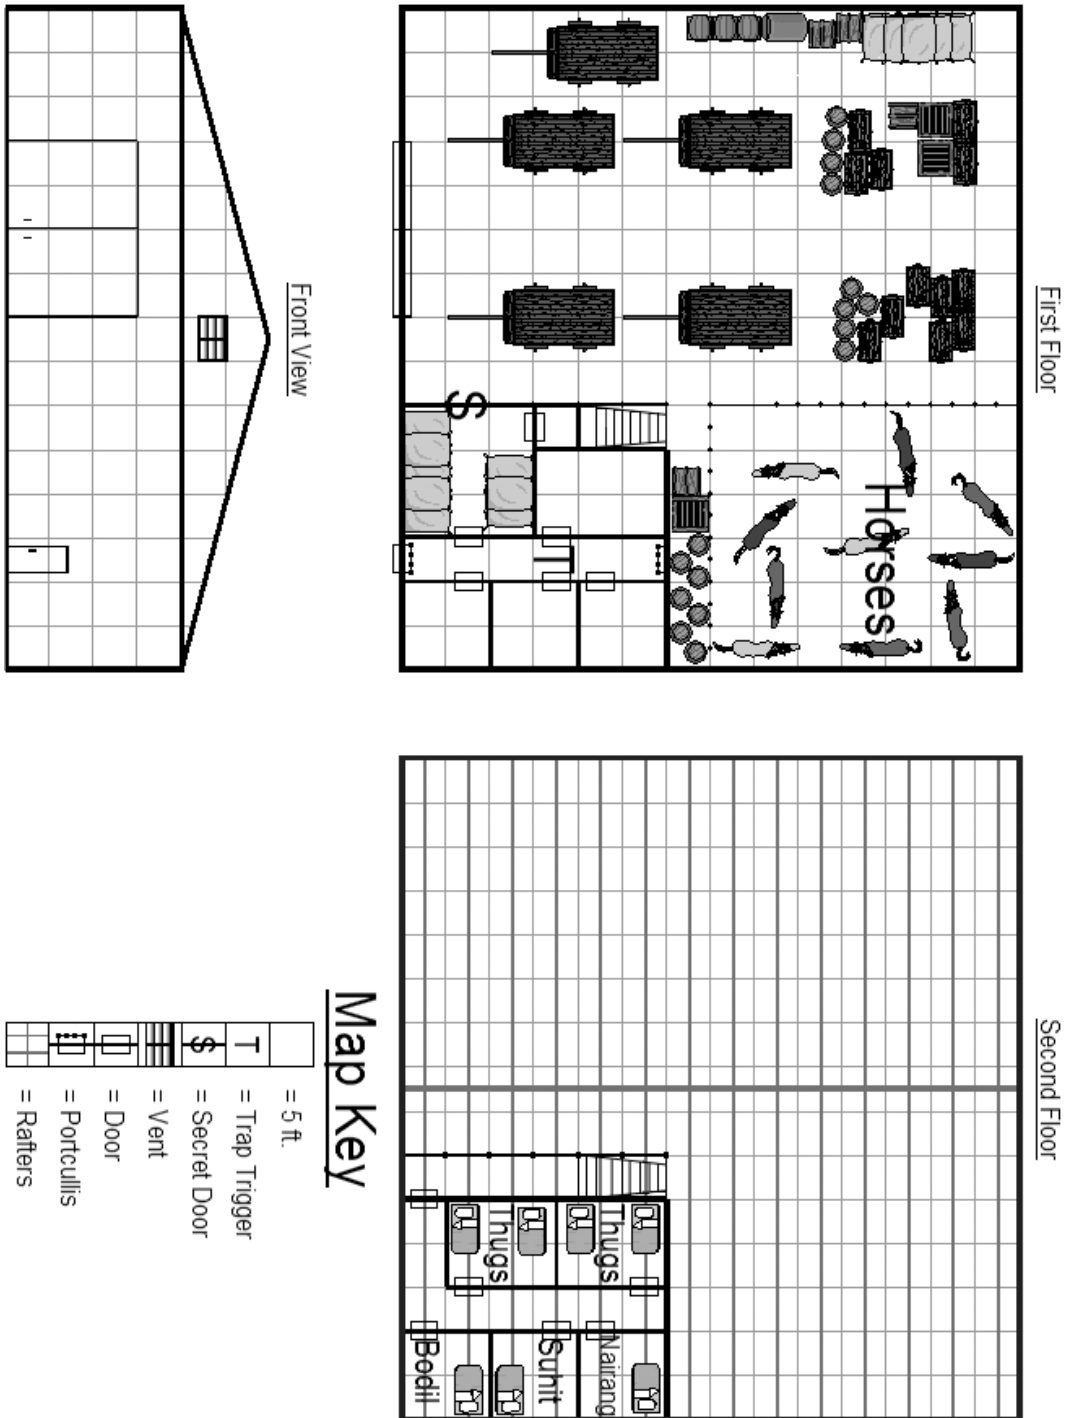 First Floor
Horses
S
T
Front View
Second Floor
Thugs
Thugs
Nairang
Suhit
Bodil
Map Key
= 5 ft.
T = Trap Trigger
S = Secret Door
= Vent
= Door
= Portcullis
= Rafters